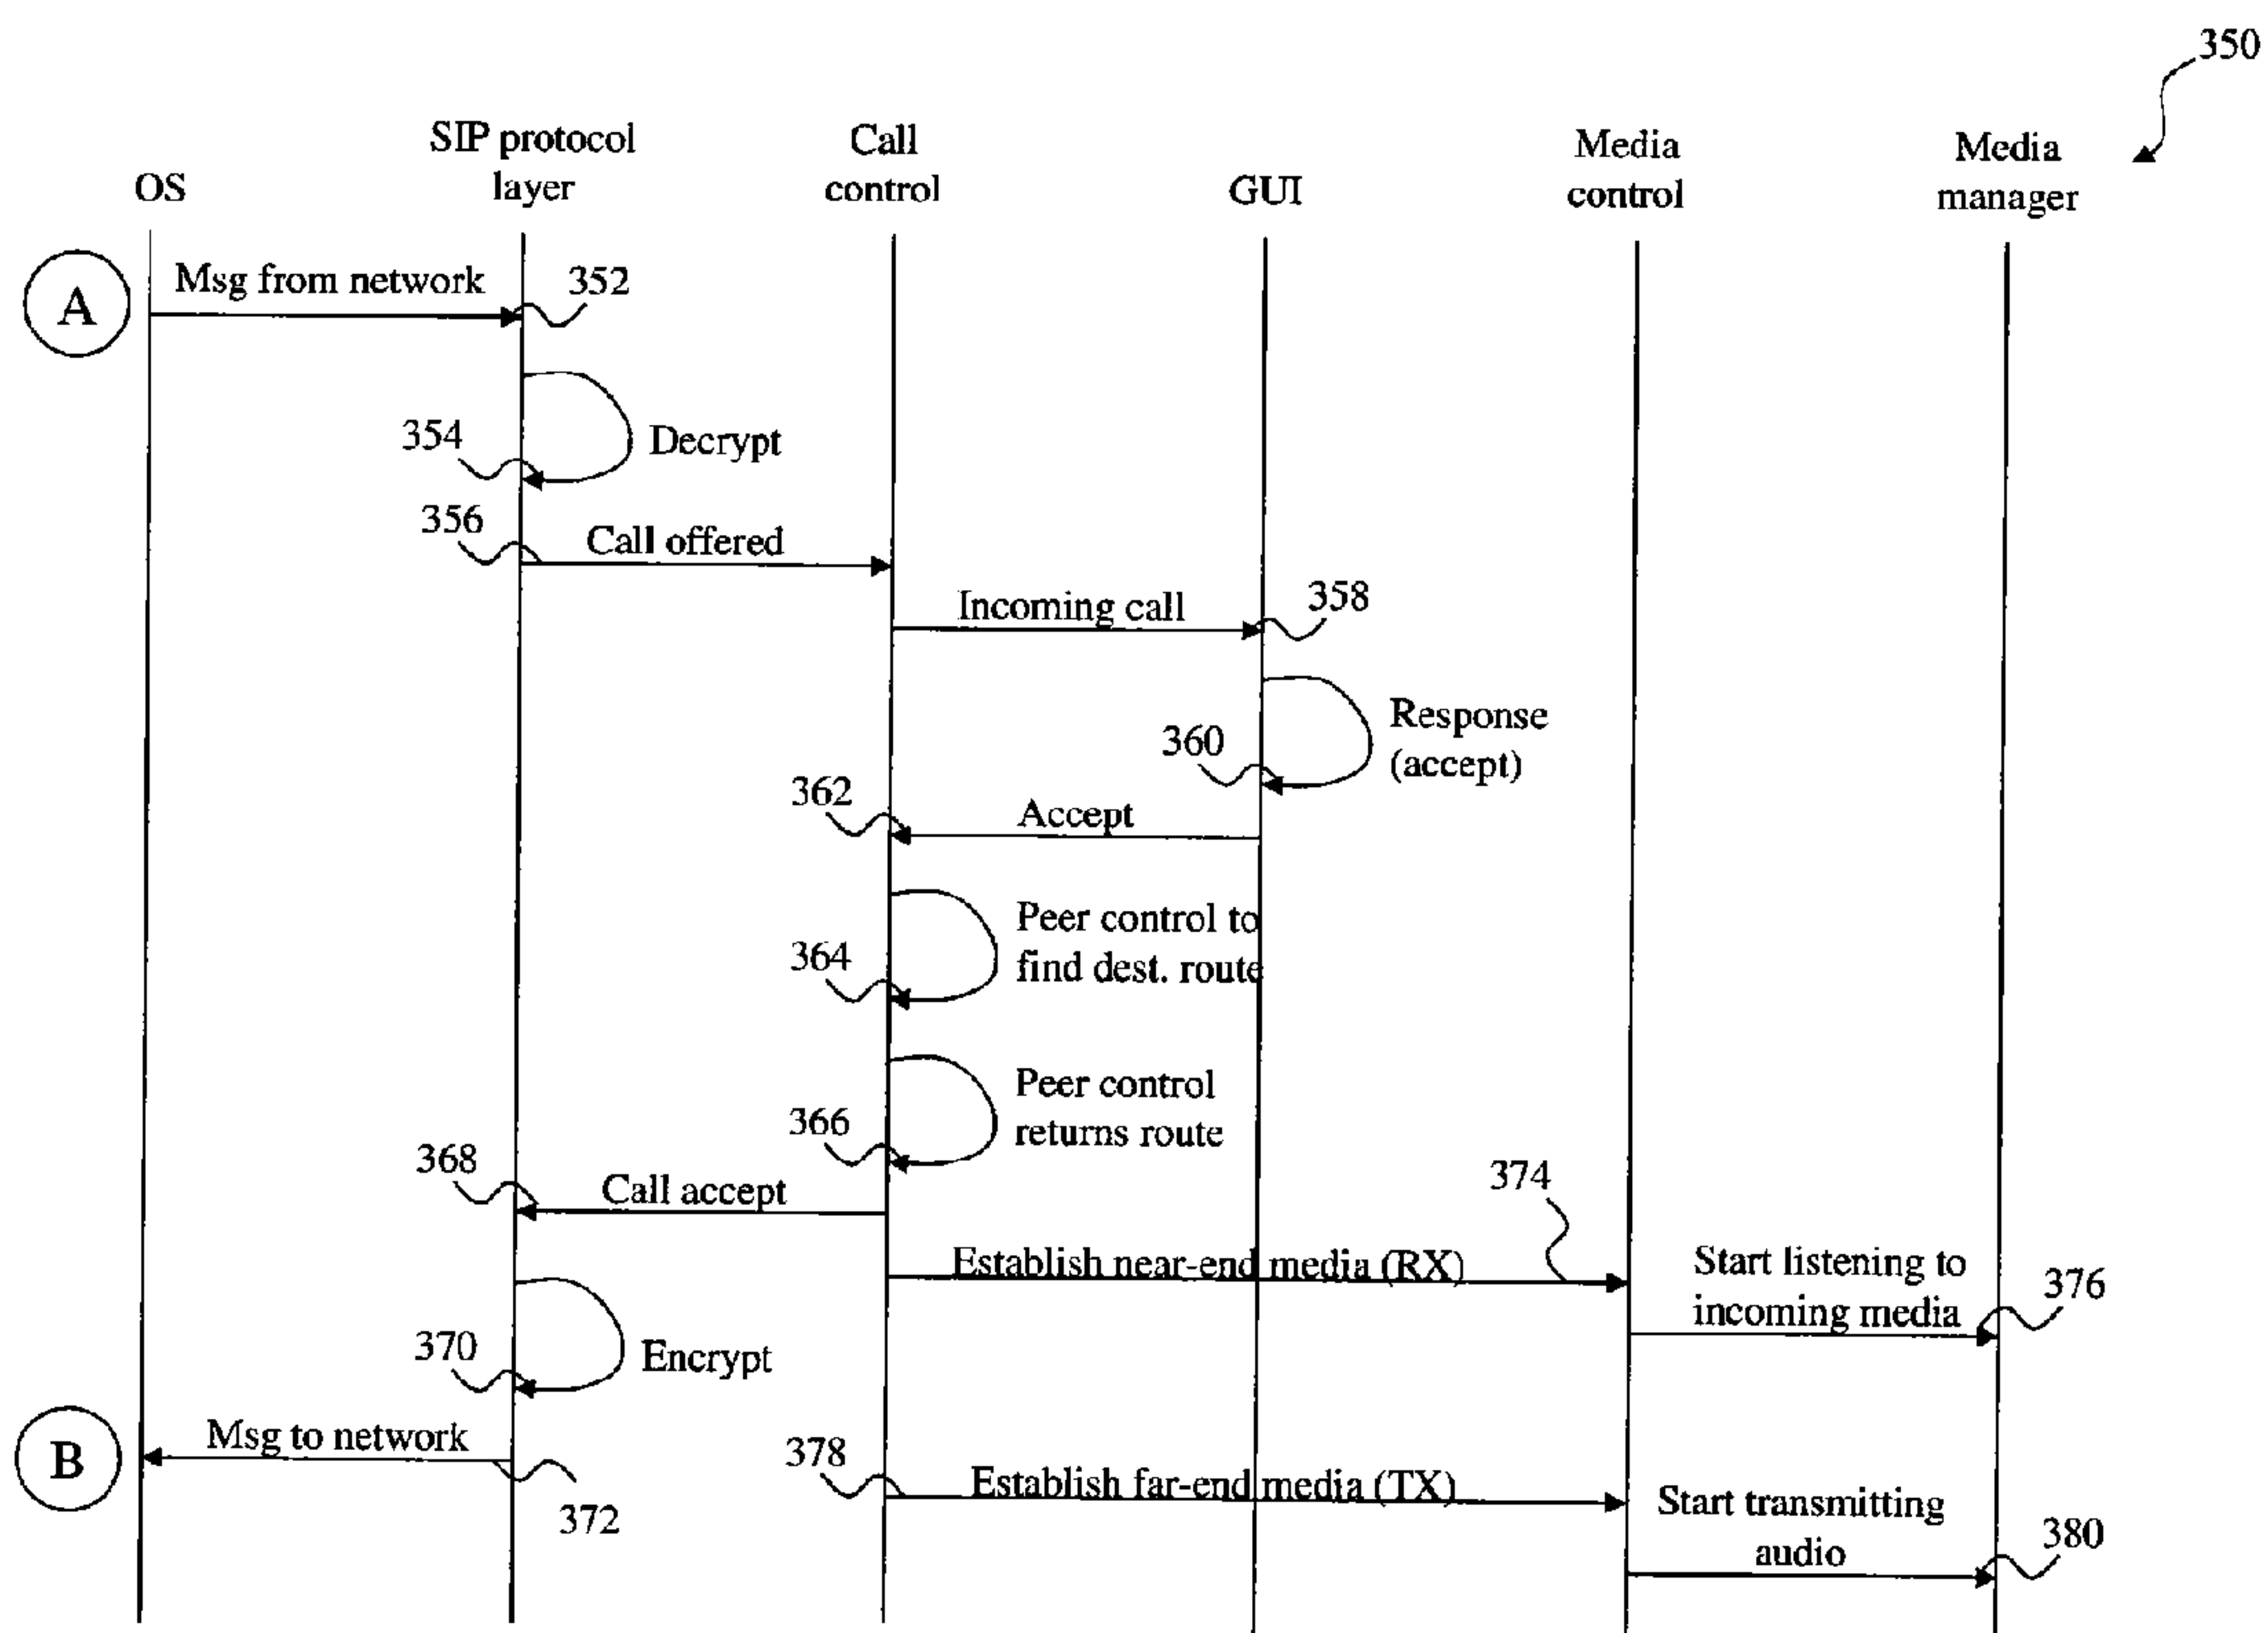 350
OS
SIP protocol
layer
Call
control
GUI
Media
control
Media
manager
A
Msg from network
352
354
Decrypt
356
Call offered
Incoming call
358
360
Response
(accept)
362
Accept
364
Peer control to
find dest. route
366
Peer control
returns route
368
Call accept
374
Establish near-end media (RX)
Start listening to
incoming media
376
370
Encrypt
B
Msg to network
372
378
Establish far-end media (TX)
Start transmitting
audio
380